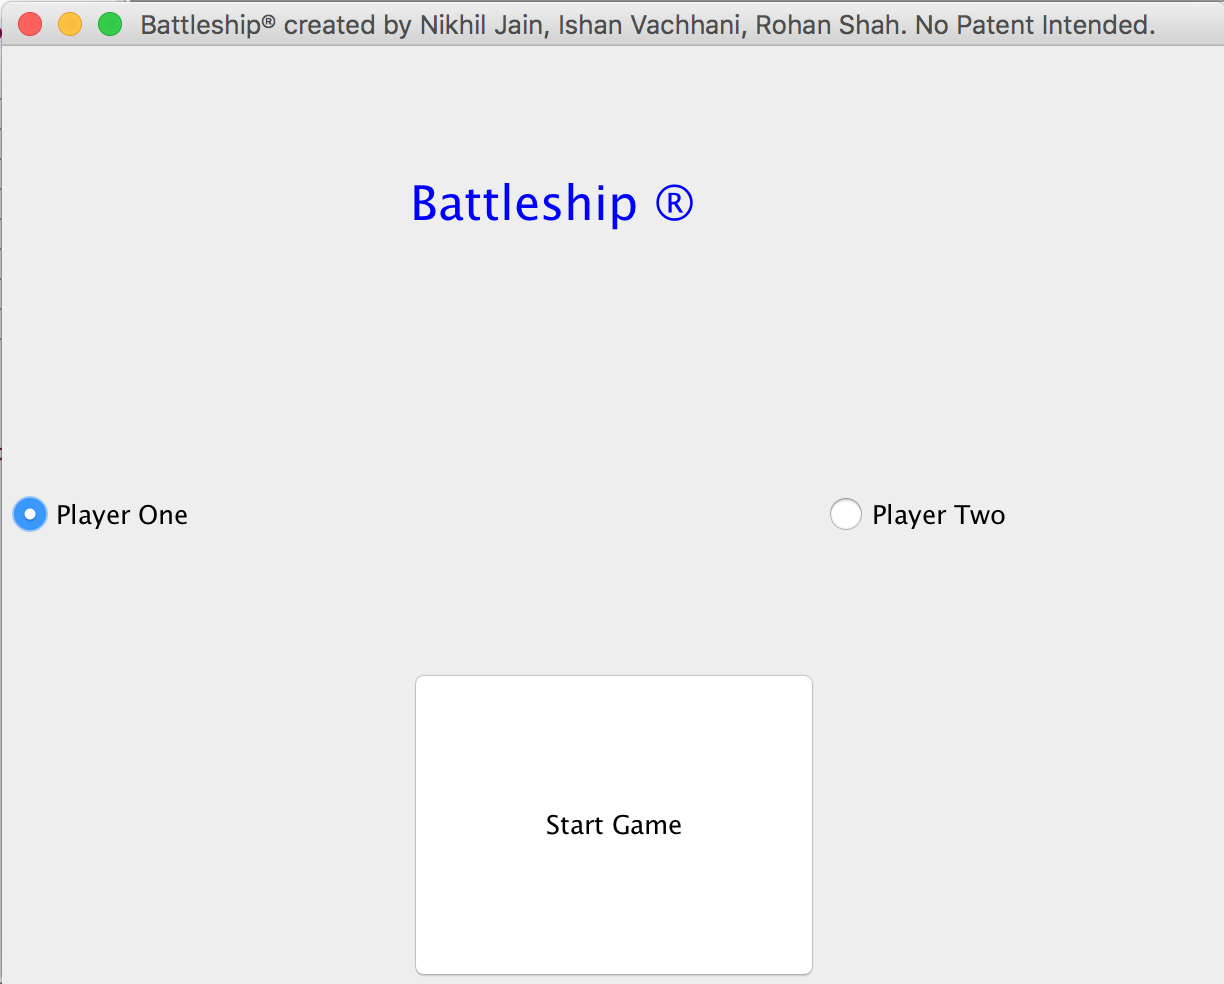 Battleship® created by Nikhil Jain, Ishan Vachhani, Rohan Shah. No Patent Intended.
Battleship ®
Player One
Player Two
Start Game